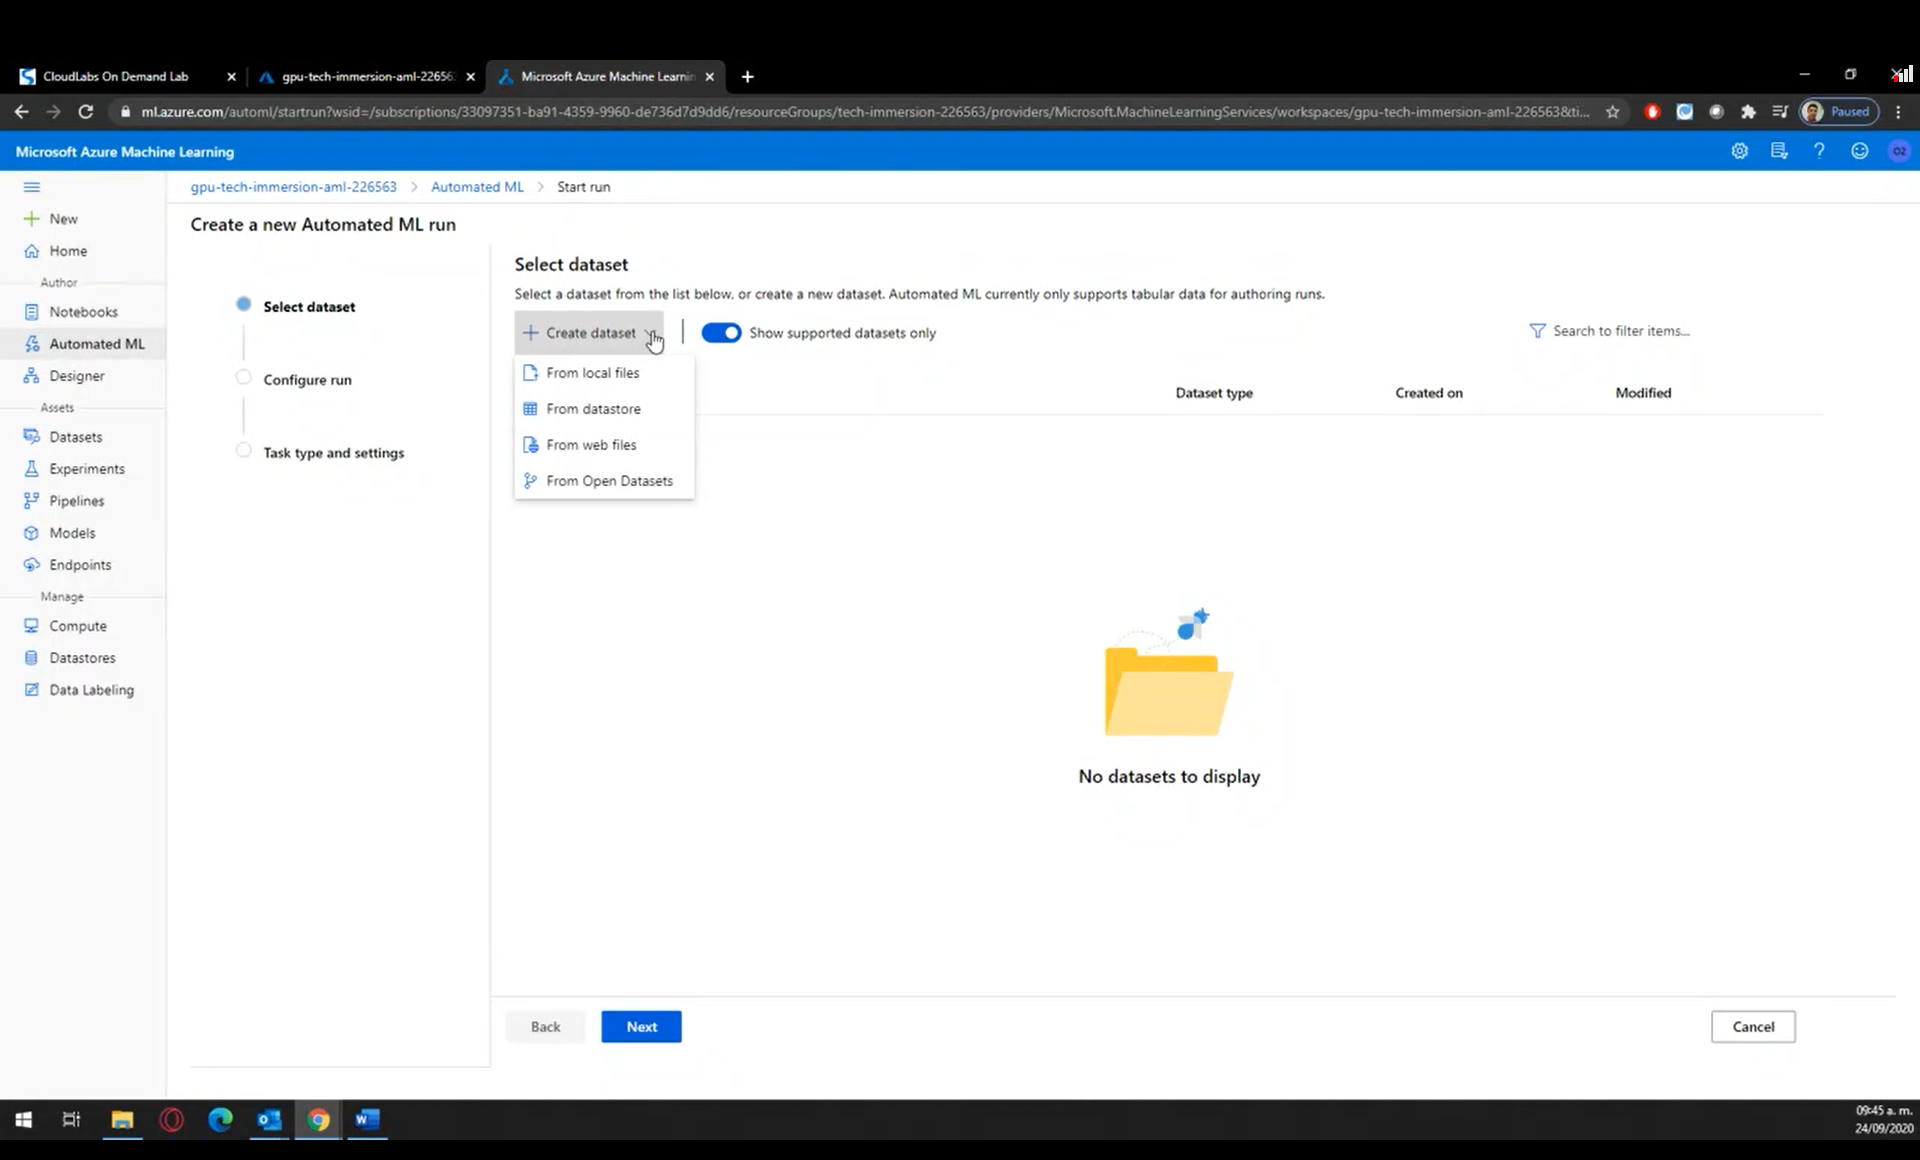 CloudLabs On Demand Lab
gpu-tech-immersion-aml-22656
Microsoft Azure Machine Learnin
ml.azure.com/automl/startrun?wsid=/subscriptions/33097351-ba91-4359-9960-de736d7d9dd6/resourceGroups/tech-immersion-226563/providers/Microsoft.MachineLearningServices/workspaces/gpu-tech-immersion-aml-226563&ti...
Paused
Microsoft Azure Machine Learning
OZ
gpu-tech-immersion-aml-226563 > Automated ML > Start run
New
Home
Author
Notebooks
Automated ML
Designer
Assets
Datasets
Experiments
Pipelines
Models
Endpoints
Manage
Compute
Datastores
Data Labeling
Create a new Automated ML run
Select dataset
Configure run
Task type and settings
Select dataset
Select a dataset from the list below, or create a new dataset. Automated ML currently only supports tabular data for authoring runs.
Create dataset
Show supported datasets only
Search to filter items...
From local files
From datastore
From web files
From Open Datasets
Dataset type
Created on
Modified
No datasets to display
Back
Next
Cancel
09:45 a. m.
24/09/2020